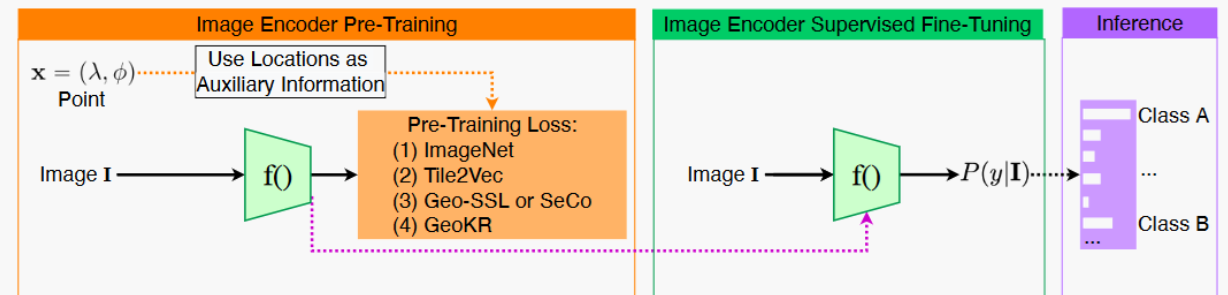 Image Encoder Pre-Training
x = (λ, ϕ)
Point
Use Locations as
Auxiliary Information
Pre-Training Loss:
(1) ImageNet
(2) Tile2Vec
(3) Geo-SSL or SeCo
(4) GeoKR
Image I
f()
Image Encoder Supervised Fine-Tuning
Image I
f()
P(y|I)
Inference
Class A
...
Class B
...